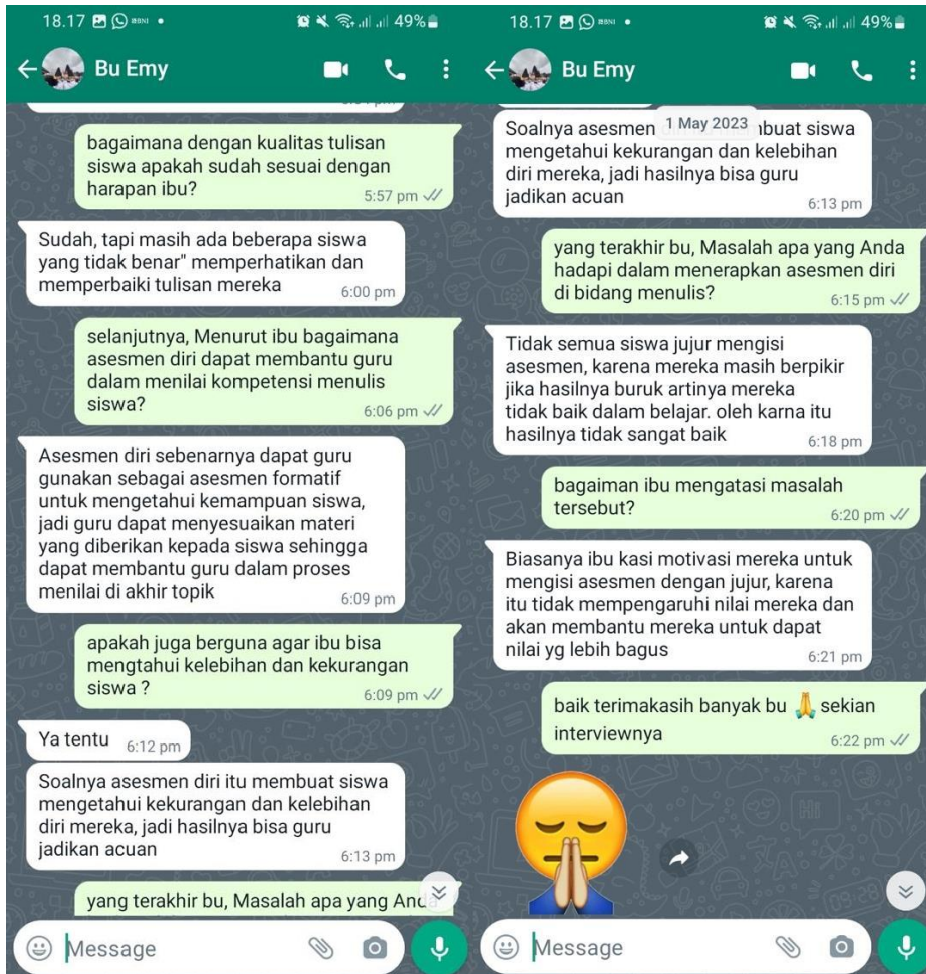 18.17 49%
Bu Emy
bagaimana dengan kualitas tulisan
siswa apakah sudah sesuai dengan
harapan ibu?
5:57 pm
Sudah, tapi masih ada beberapa siswa
yang tidak benar" memperhatikan dan
memperbaiki tulisan mereka
6:00 pm
selanjutnya, Menurut ibu bagaimana
asesmen diri dapat membantu guru
dalam menilai kompetensi menulis
siswa?
6:06 pm
Asesmen diri sebenarnya dapat guru
gunakan sebagai asesmen formatif
untuk mengetahui kemampuan siswa,
jadi guru dapat menyesuaikan materi
yang diberikan kepada siswa sehingga
dapat membantu guru dalam proses
menilai di akhir topik
6:09 pm
apakah juga berguna agar ibu bisa
mengtahui kelebihan dan kekurangan
siswa ?
6:09 pm
Ya tentu
6:12 pm
Soalnya asesmen diri itu membuat siswa
mengetahui kekurangan dan kelebihan
diri mereka, jadi hasilnya bisa guru
jadikan acuan
6:13 pm
yang terakhir bu, Masalah apa yang Anda
Message
18.17 49%
Bu Emy
1 May 2023
Soalnya asesmen buat siswa
mengetahui kekurangan dan kelebihan
diri mereka, jadi hasilnya bisa guru
jadikan acuan
6:13 pm
yang terakhir bu, Masalah apa yang Anda
hadapi dalam menerapkan asesmen diri
di bidang menulis?
6:15 pm
Tidak semua siswa jujur mengisi
asesmen, karena mereka masih berpikir
jika hasilnya buruk artinya mereka
tidak baik dalam belajar. oleh karna itu
hasilnya tidak sangat baik
6:18 pm
bagaiman ibu mengatasi masalah
tersebut?
6:20 pm
Biasanya ibu kasi motivasi mereka untuk
mengisi asesmen dengan jujur, karena
itu tidak mempengaruhi nilai mereka dan
akan membantu mereka untuk dapat
nilai yg lebih bagus
6:21 pm
baik terimakasih banyak bu 🙏 sekian
interviewnya
6:22 pm
Message